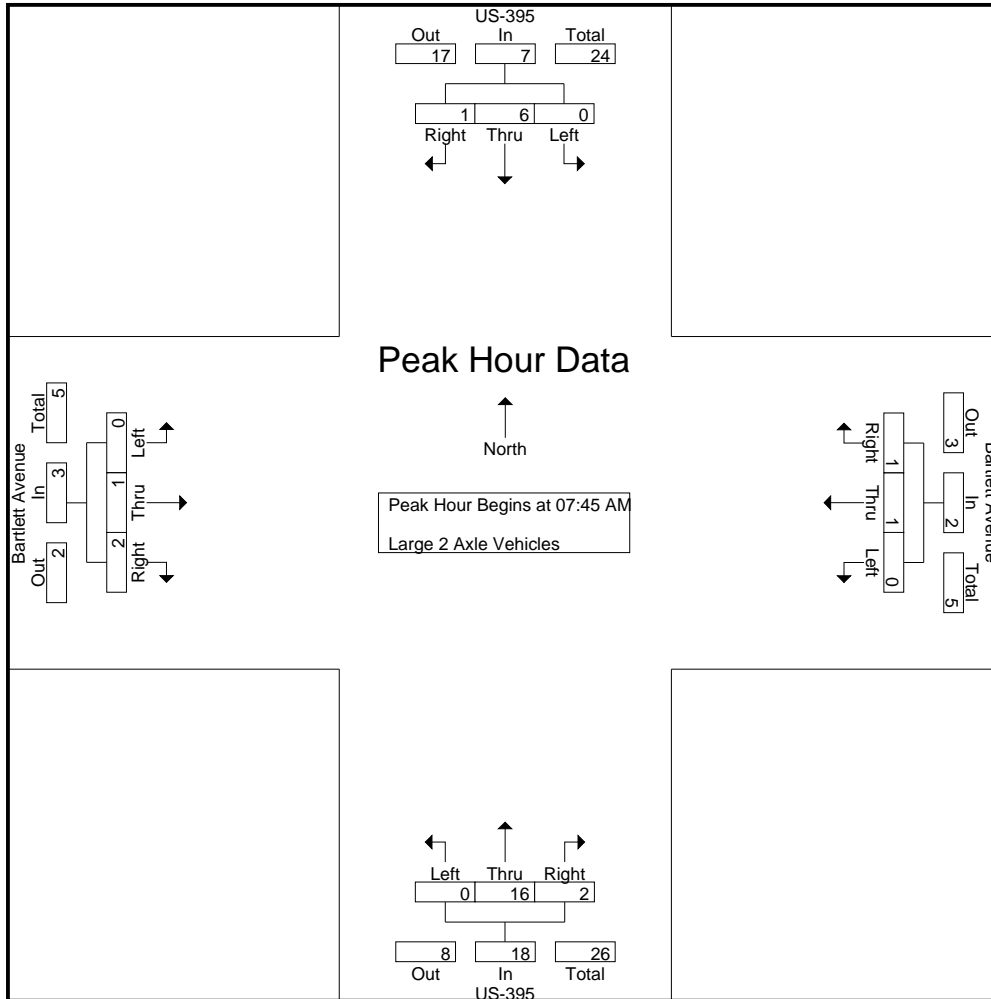 US-395
Out In Total
17 7 24
1 6 0
Right Thru Left
Peak Hour Data
North
Peak Hour Begins at 07:45 AM
Large 2 Axle Vehicles
Bartlett Avenue
Total In Out
5 3 2
0 1 2
Left Thru Right
Right Thru Left
1 1 0
Out In Total
3 2 5
Bartlett Avenue
Left Thru Right
0 16 2
8 18 26
Out In Total
US-395